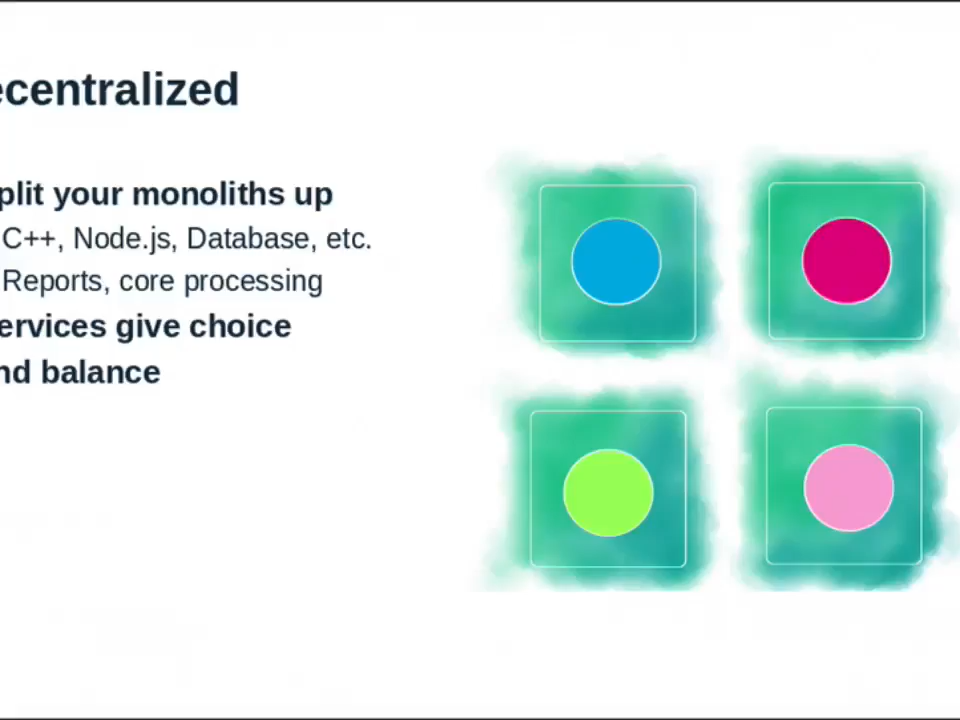 ecentralized
plit your monoliths up
C++, Node.js, Database, etc.
Reports, core processing
ervices give choice
nd balance